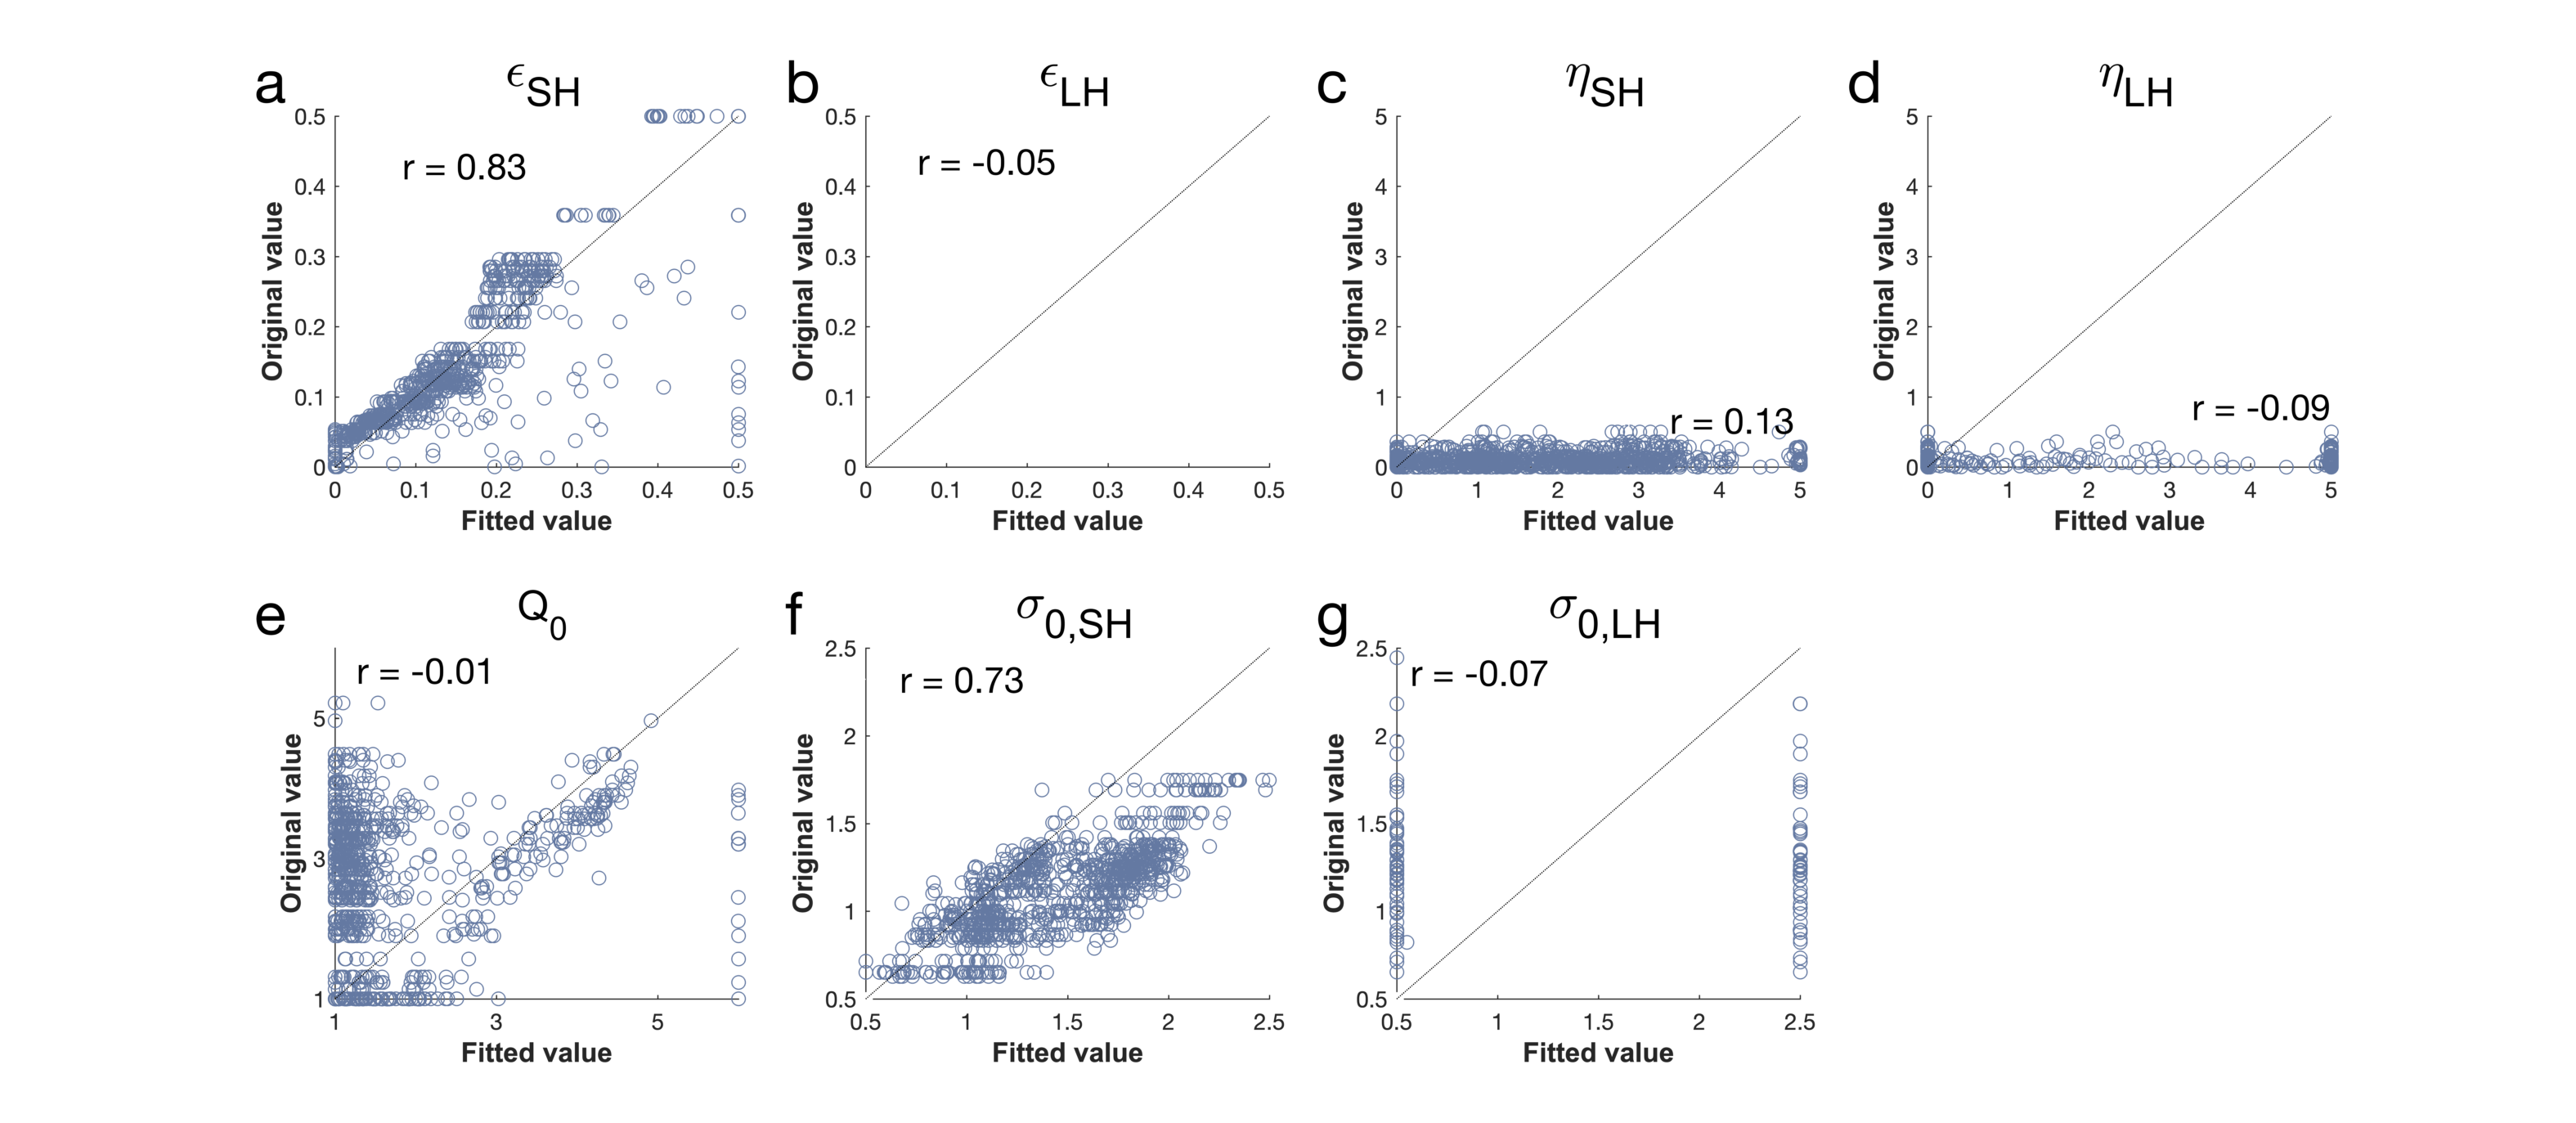 a
ϵSH
0.5
0.4
0.3
0.2
0.1
0
r = 0.83
Original value
0 0.1 0.2 0.3 0.4 0.5
Fitted value
b
ϵLH
0.5
0.4
0.3
0.2
0.1
0
r = -0.05
Original value
0 0.1 0.2 0.3 0.4 0.5
Fitted value
c
ηSH
5
4
3
2
1
0
r = 0.13
Original value
0 1 2 3 4 5
Fitted value
d
ηLH
5
4
3
2
1
0
r = -0.09
Original value
0 1 2 3 4 5
Fitted value
e
Q0
r = -0.01
5
3
1
Original value
1 3 5
Fitted value
f
σ0,SH
2.5
2
1.5
1
0.5
r = 0.73
Original value
0.5 1 1.5 2 2.5
Fitted value
g
σ0,LH
2.5
2
1.5
1
0.5
r = -0.07
Original value
0.5 1 1.5 2 2.5
Fitted value